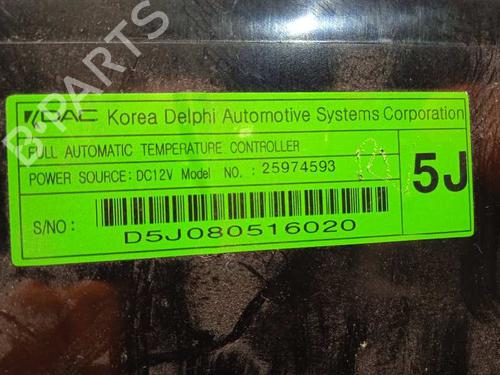 KDAC Korea Delphi Automotive Systems Corporation
FULL AUTOMATIC TEMPERATURE CONTROLLER
POWER SOURCE: DC12V Model NO. : 25974593
5J
S/NO :
D5J080516020
B-PARTS